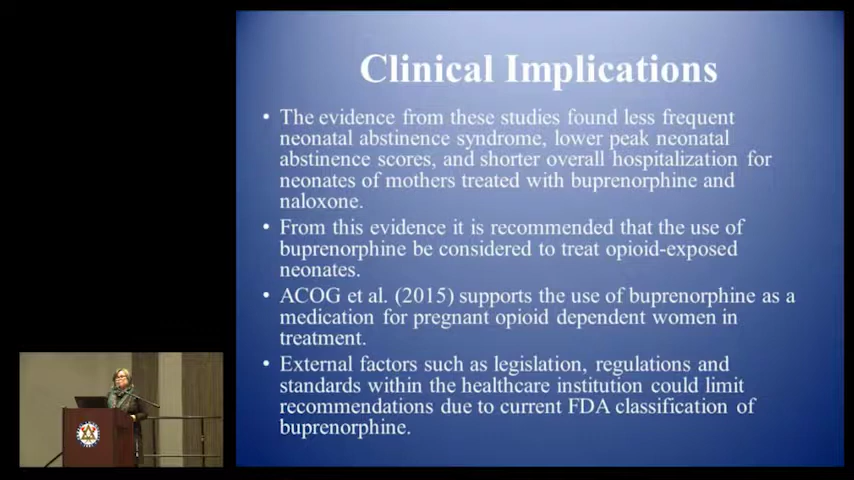 Clinical Implications
• The evidence from these studies found less frequent
neonatal abstinence syndrome, lower peak neonatal
abstinence scores, and shorter overall hospitalization for
neonates of mothers treated with buprenorphine and
naloxone.
• From this evidence it is recommended that the use of
buprenorphine be considered to treat opioid-exposed
neonates.
• ACOG et al. (2015) supports the use of buprenorphine as a
medication for pregnant opioid dependent women in
treatment.
• External factors such as legislation, regulations and
standards within the healthcare institution could limit
recommendations due to current FDA classification of
buprenorphine.